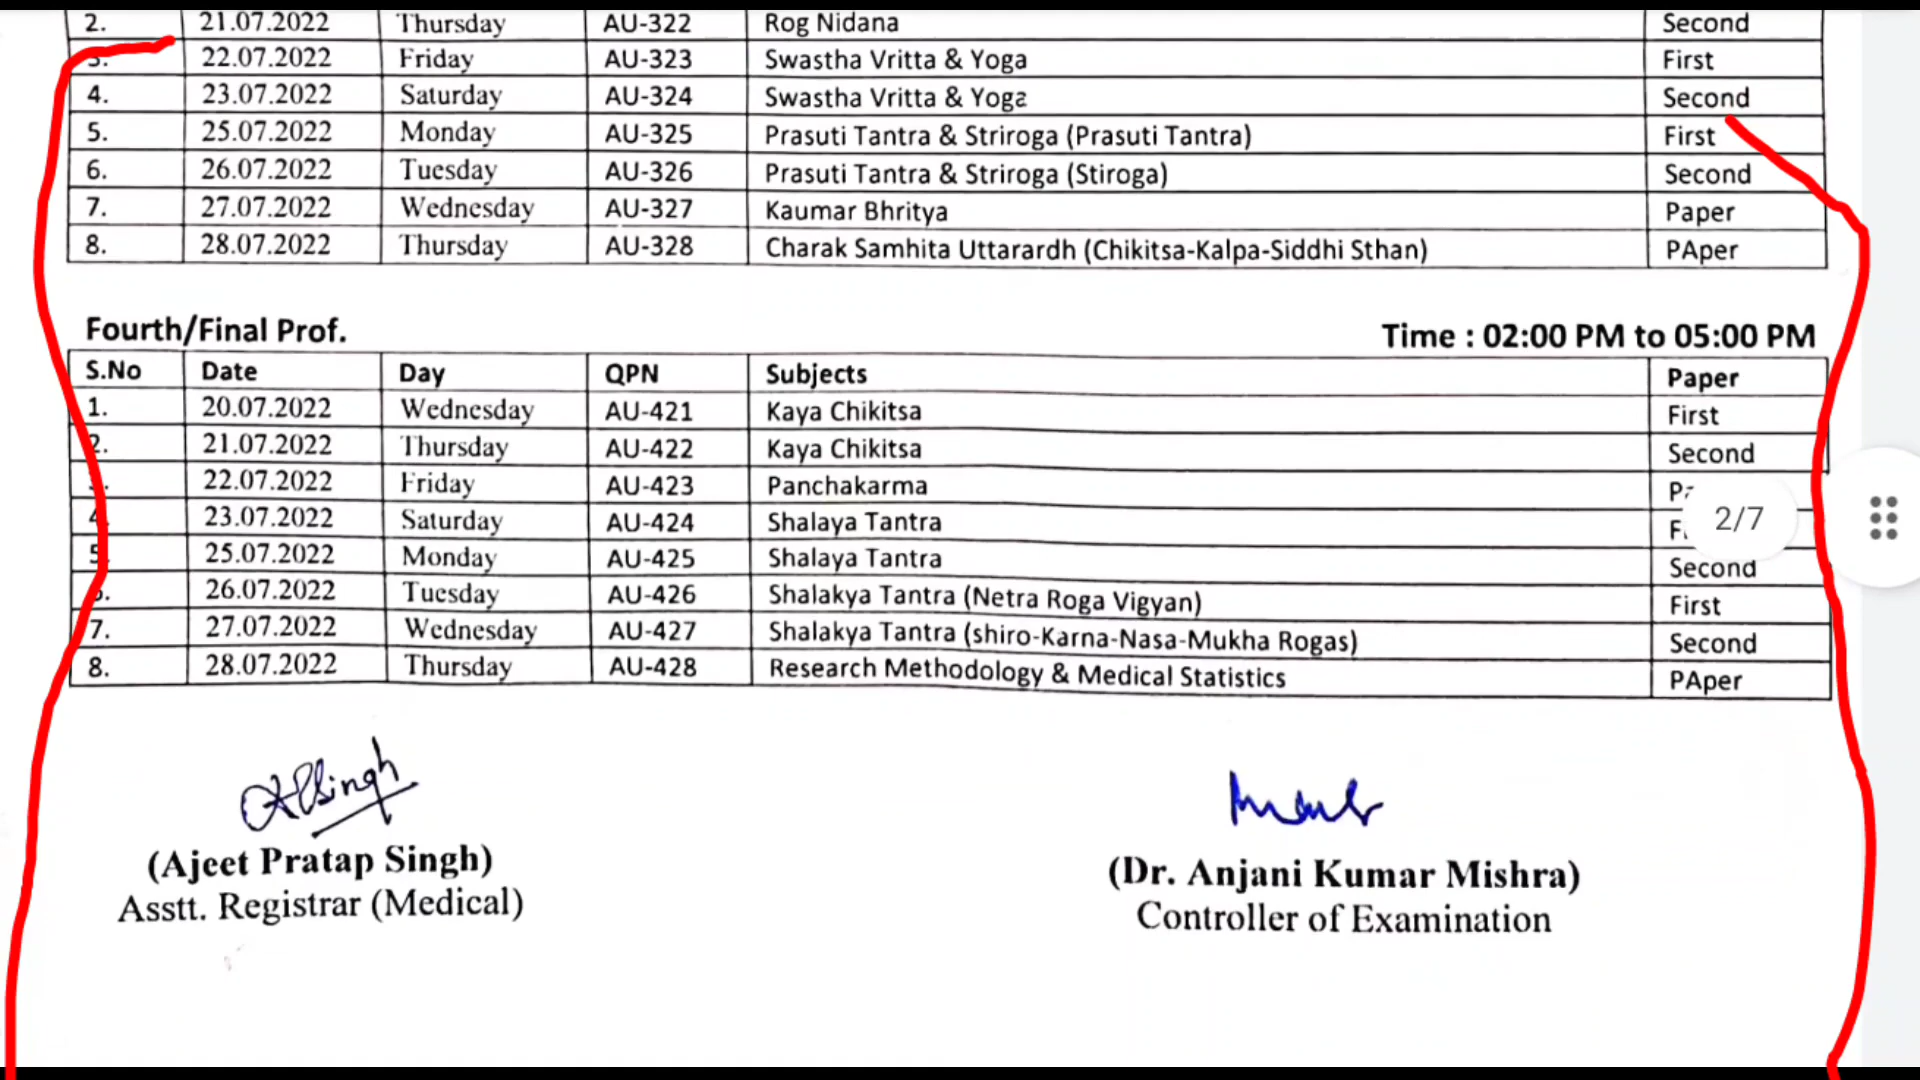 2. 21.07.2022 Thursday AU-322 Rog Nidana Second
3. 22.07.2022 Friday AU-323 Swastha Vritta & Yoga First
4. 23.07.2022 Saturday AU-324 Swastha Vritta & Yoga Second
5. 25.07.2022 Monday AU-325 Prasuti Tantra & Striroga (Prasuti Tantra) First
6. 26.07.2022 Tuesday AU-326 Prasuti Tantra & Striroga (Stiroga) Second
7. 27.07.2022 Wednesday AU-327 Kaumar Bhritya Paper
8. 28.07.2022 Thursday AU-328 Charak Samhita Uttarardh (Chikitsa-Kalpa-Siddhi Sthan) PAper
Fourth/Final Prof. Time : 02:00 PM to 05:00 PM
S.No Date Day QPN Subjects Paper
1. 20.07.2022 Wednesday AU-421 Kaya Chikitsa First
2. 21.07.2022 Thursday AU-422 Kaya Chikitsa Second
22.07.2022 Friday AU-423 Panchakarma
4 23.07.2022 Saturday AU-424 Shalaya Tantra
2/7
5 25.07.2022 Monday AU-425 Shalaya Tantra Second
26.07.2022 Tuesday AU-426 Shalakya Tantra (Netra Roga Vigyan) First
7. 27.07.2022 Wednesday AU-427 Shalakya Tantra (shiro-Karna-Nasa-Mukha Rogas) Second
8. 28.07.2022 Thursday AU-428 Research Methodology & Medical Statistics PAper
(Ajeet Pratap Singh)
Asstt. Registrar (Medical)
(Dr. Anjani Kumar Mishra)
Controller of Examination